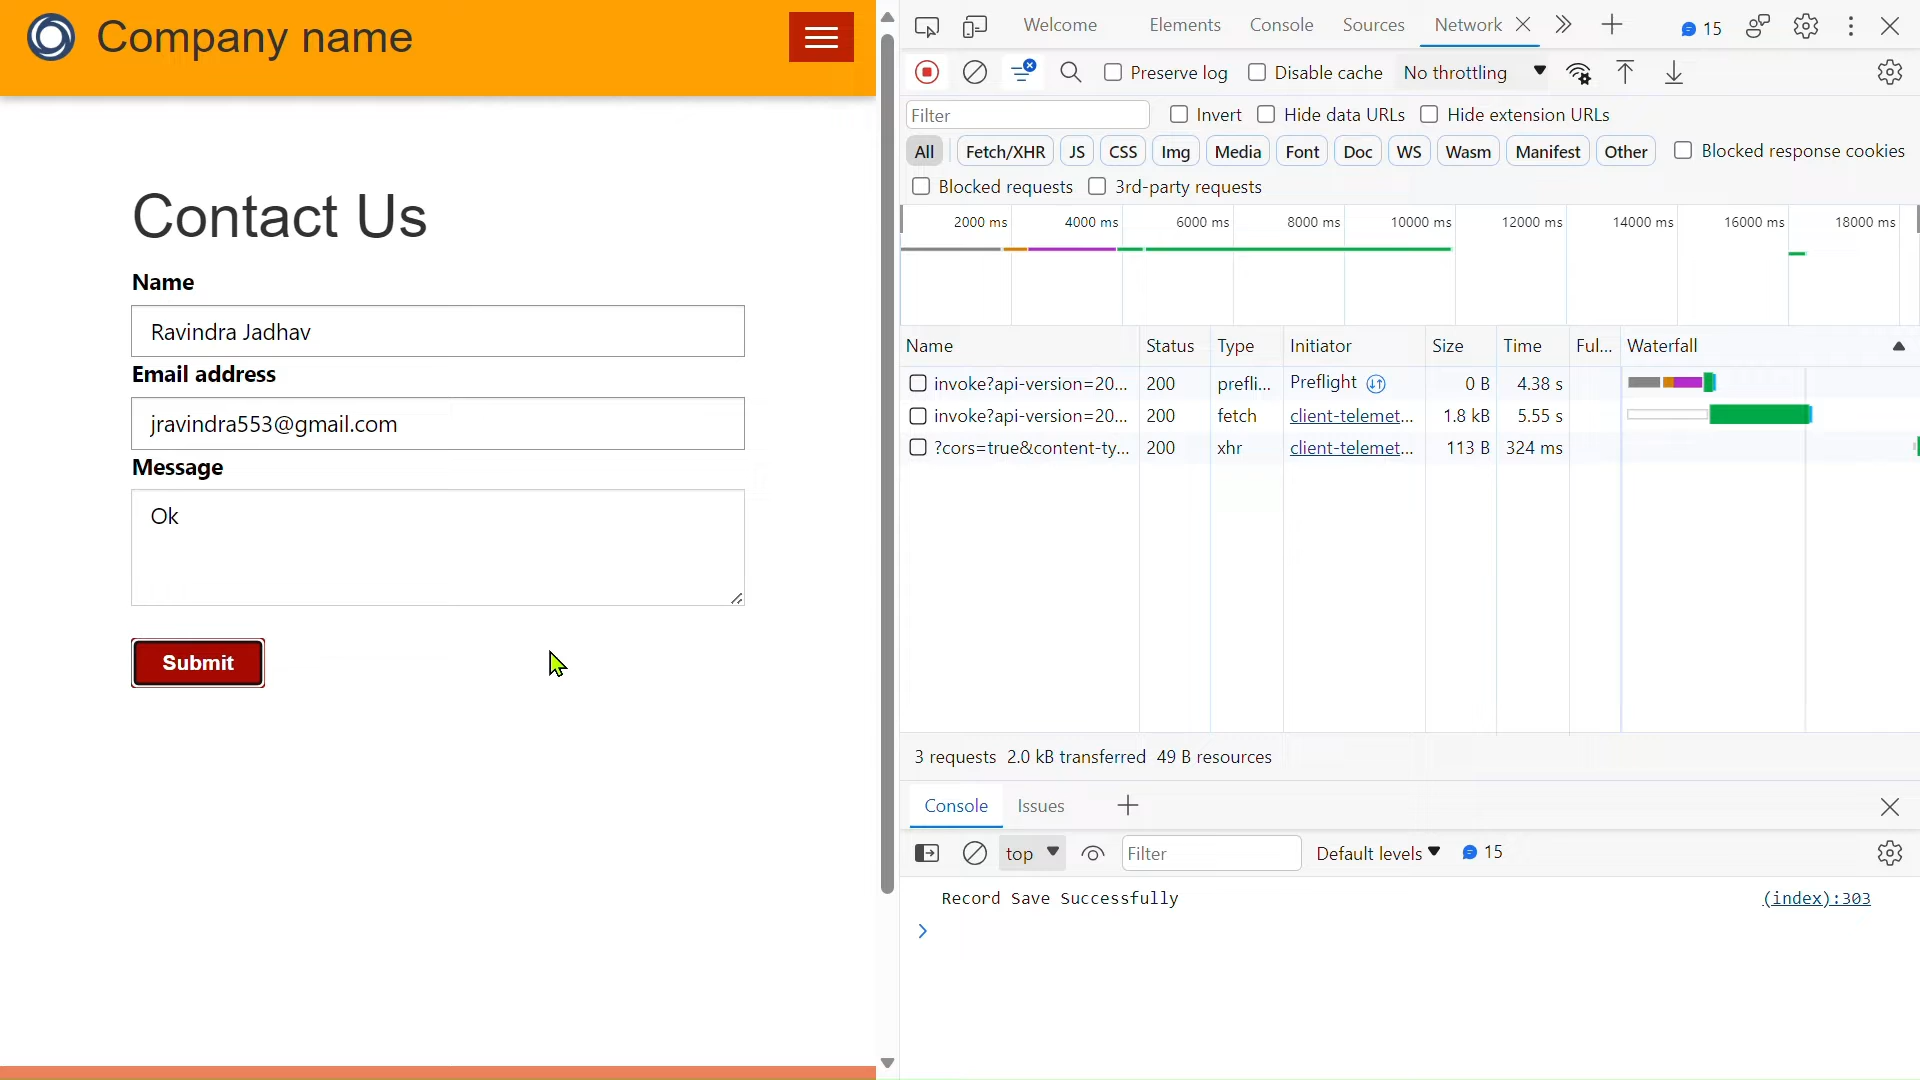 Company name
Contact Us
Name
Ravindra Jadhav
Email address
jravindra553@gmail.com
Message
Ok
Submit
Welcome Elements Console Sources Network 15
Preserve log Disable cache No throttling
Filter Invert Hide data URLs Hide extension URLs
All Fetch/XHR JS CSS Img Media Font Doc WS Wasm Manifest Other Blocked response cookies
Blocked requests 3rd-party requests
2000 ms 4000 ms 6000 ms 8000 ms 10000 ms 12000 ms 14000 ms 16000 ms 18000 ms
Name Status Type Initiator Size Time Ful... Waterfall
invoke?api-version=20... 200 prefli... Preflight 0 B 4.38 s
invoke?api-version=20... 200 fetch client-telemet... 1.8 kB 5.55 s
?cors=true&content-ty... 200 xhr client-telemet... 113 B 324 ms
3 requests 2.0 kB transferred 49 B resources
Console Issues
top Filter Default levels 15
Record Save Successfully (index):303